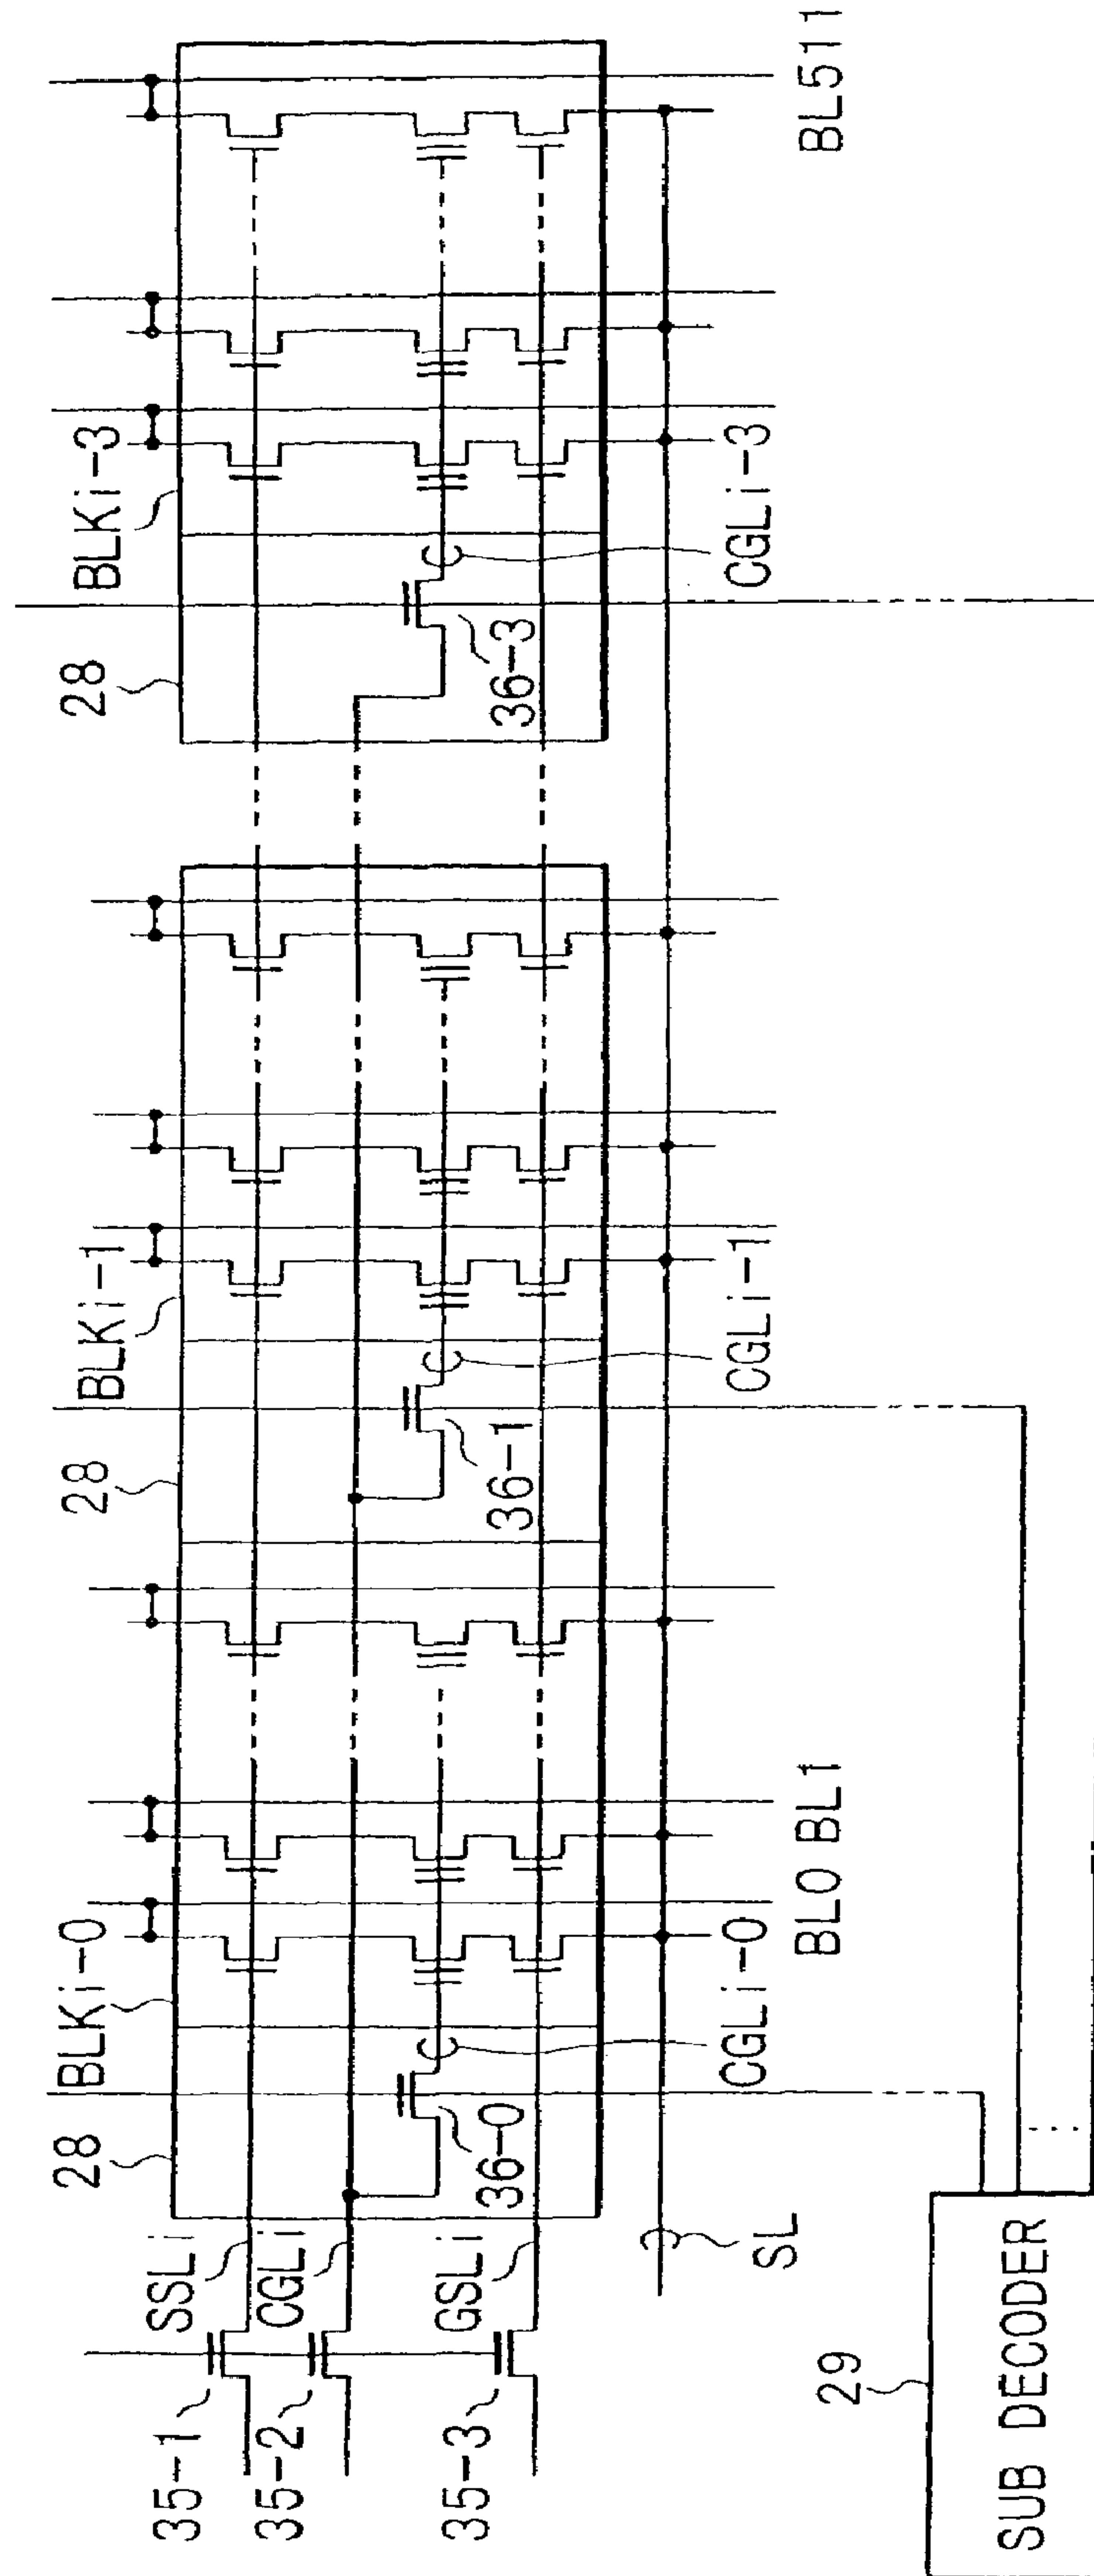 28
BLKi-0
28
BLKi-1
28
BLKi-3
35-1
SSLi
35-2
CGLi
35-3
GSLi
36-0
36-1
36-3
SL
CGLi-0
CGLi-1
CGLi-3
BL0 BL1
BL511
29
SUB DECODER